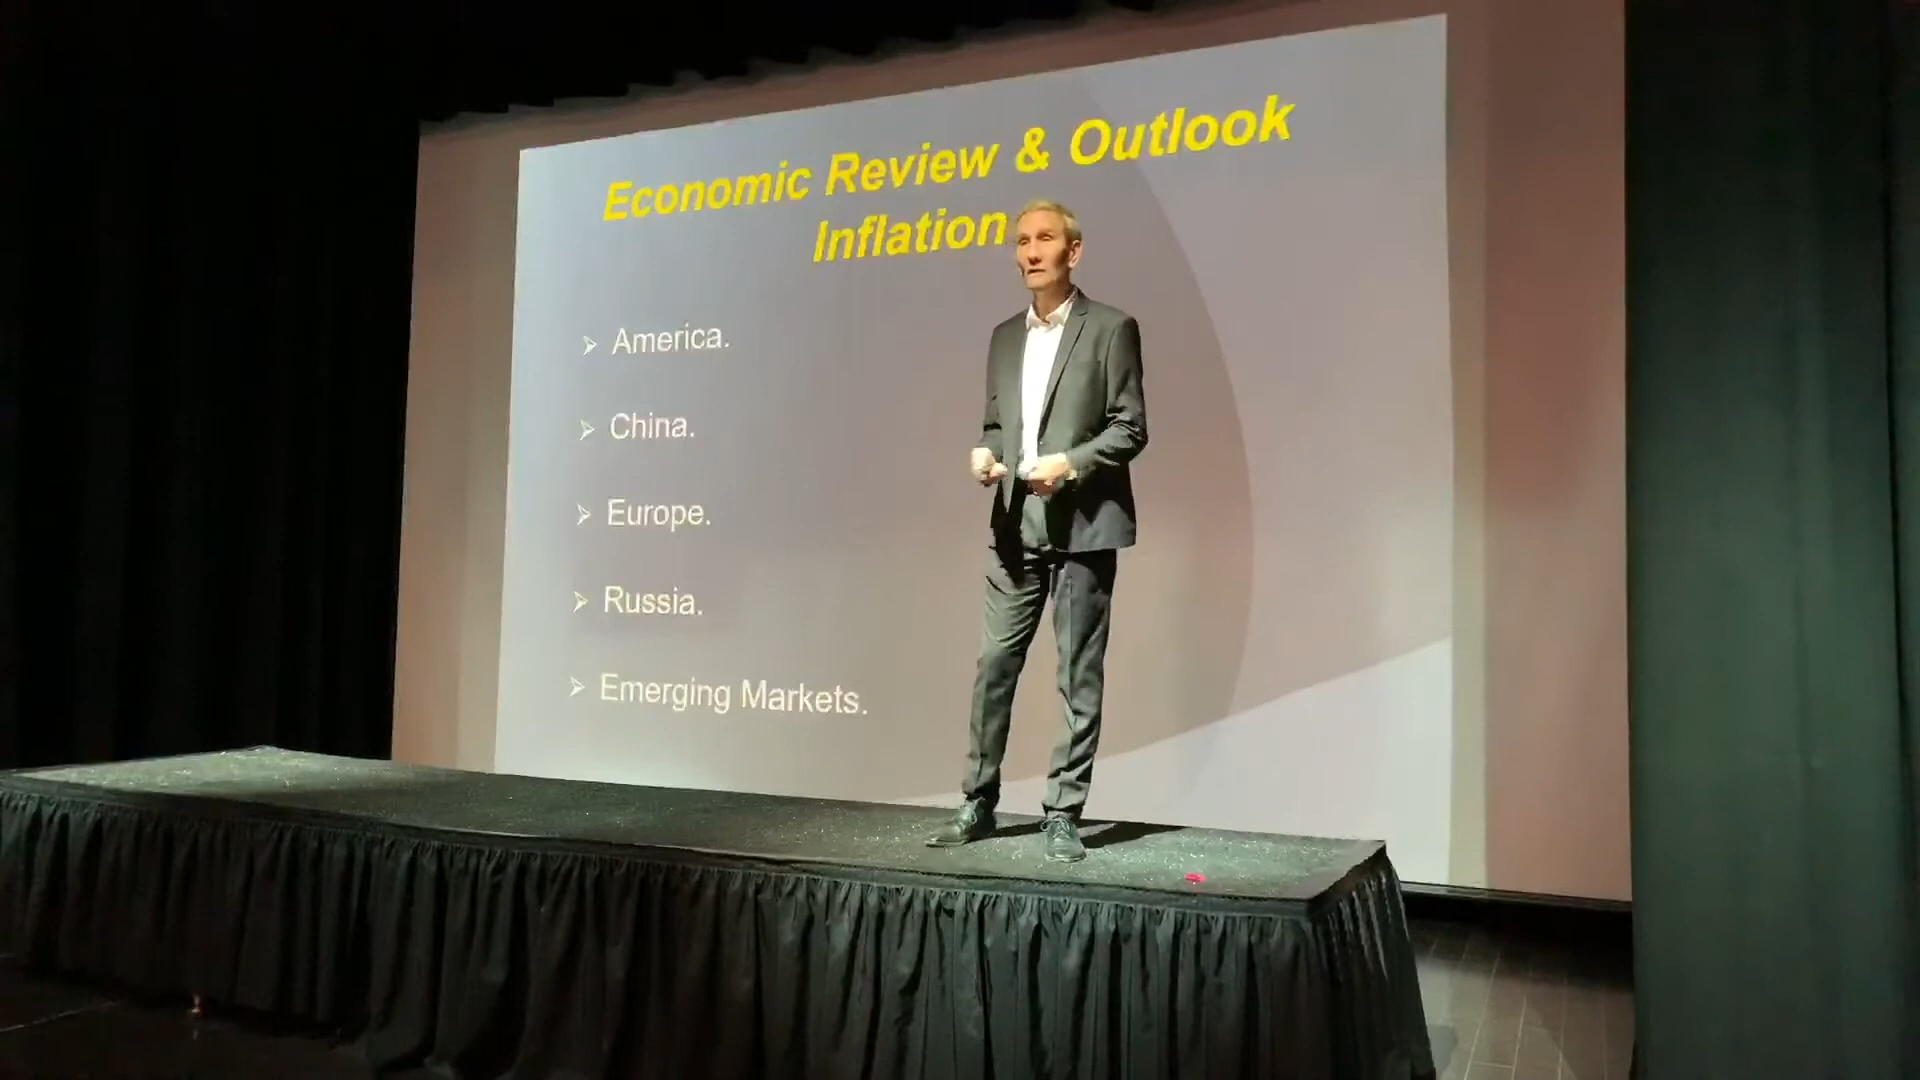 Economic Review & Outlook
Inflation
America.
China.
Europe.
Russia.
Emerging Markets.